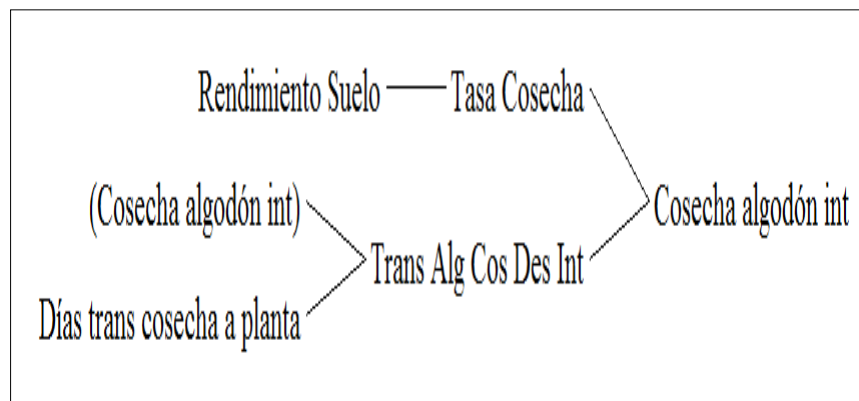 Rendimiento Suelo
Tasa Cosecha
(Cosecha algodón int)
Cosecha algodón int
Trans Alg Cos Des Int
Días trans cosecha a planta